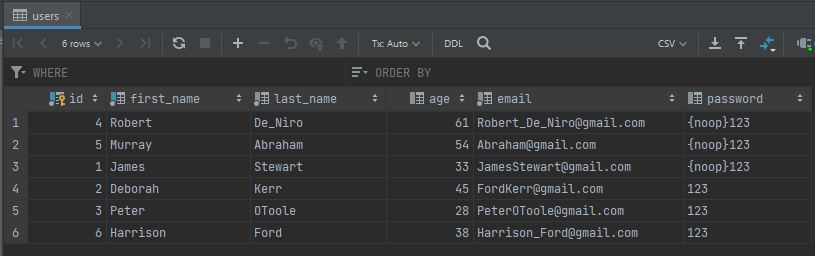 users
6 rows Tx: Auto DDL CSV
WHERE ORDER BY
id first_name last_name age email password
1 4 Robert De_Niro 61 Robert_De_Niro@gmail.com {noop}123
2 5 Murray Abraham 54 Abraham@gmail.com {noop}123
3 1 James Stewart 33 JamesStewart@gmail.com {noop}123
4 2 Deborah Kerr 45 FordKerr@gmail.com 123
5 3 Peter OToole 28 PeterOToole@gmail.com 123
6 6 Harrison Ford 38 Harrison_Ford@gmail.com 123